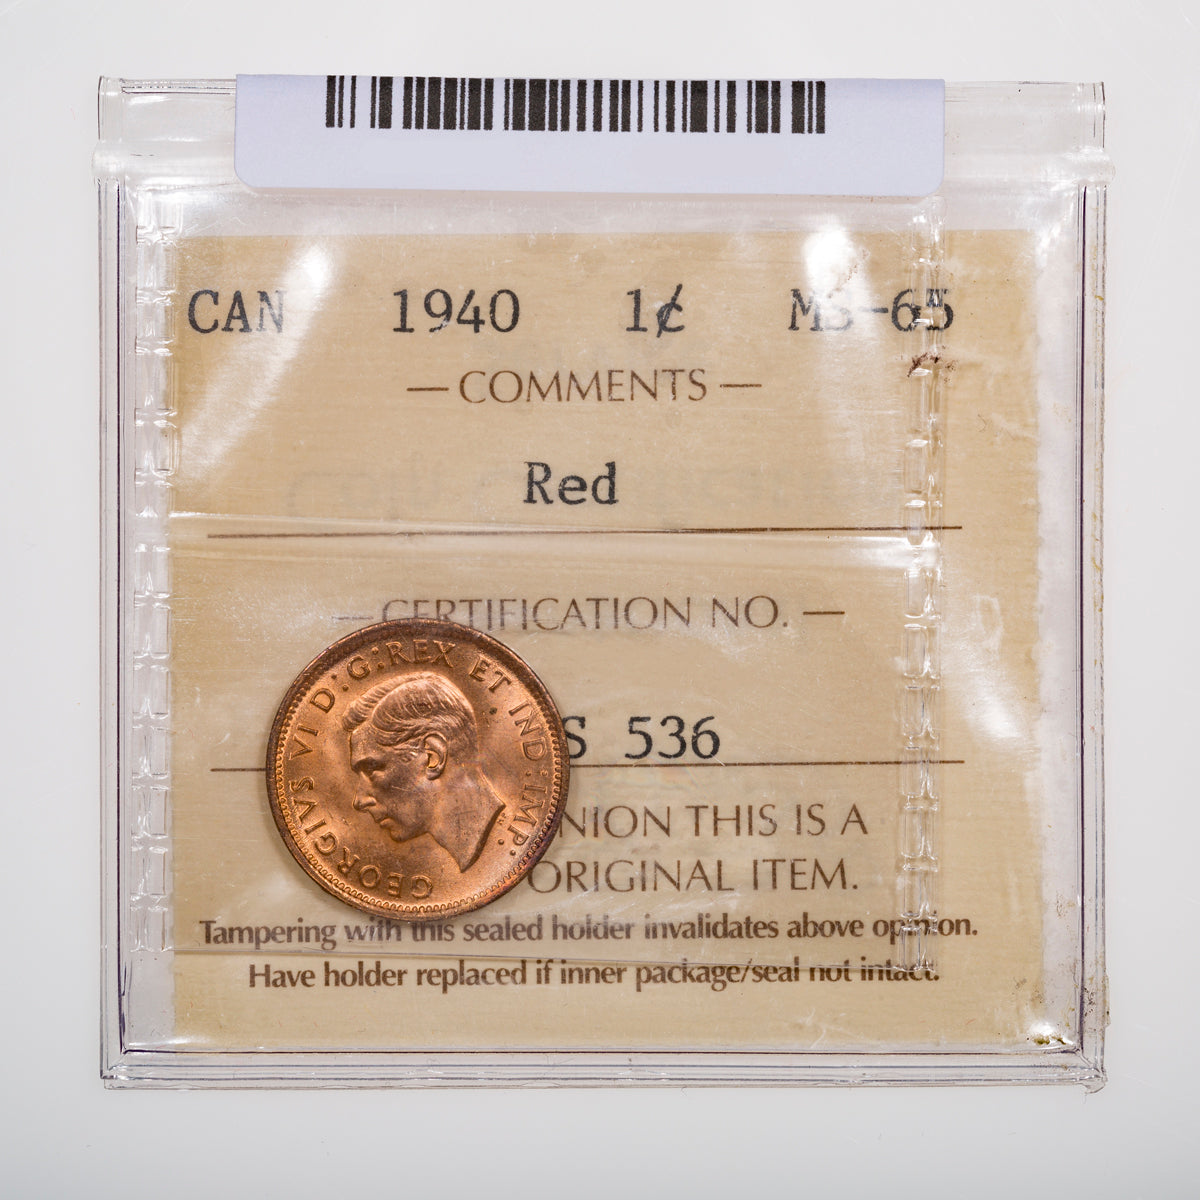 CAN 1940 1¢ MS-65
— COMMENTS —
Red
— CERTIFICATION NO. —
S 536
GEORGIVS VI D:G:REX ET IND:IMP:
NION THIS IS A
ORIGINAL ITEM.
Tampering with this sealed holder invalidates above opinion.
Have holder replaced if inner package/seal not intact.